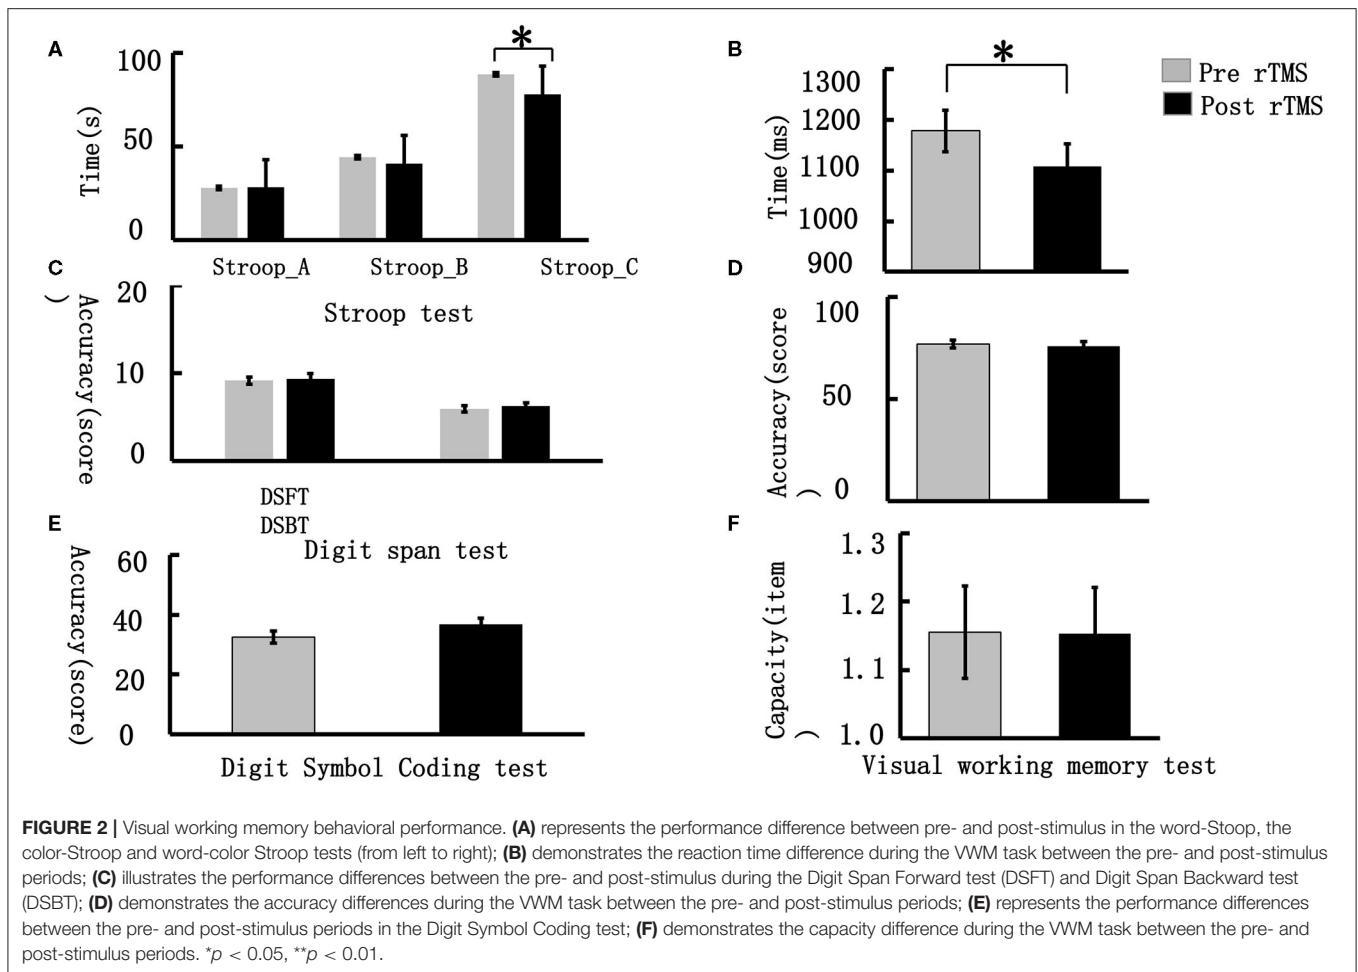 A
100
50
0
Time(s)
*
Stroop_A Stroop_B Stroop_C
Stroop test
B
1300
1200
1100
1000
900
Time(ms)
*
Pre rTMS
Post rTMS
C
20
10
0
Accuracy(score
)
DSFT
DSBT
Digit span test
D
100
50
0
Accuracy(score
)
E
60
40
20
0
Accuracy(score)
Digit Symbol Coding test
F
1.3
1.2
1.1
1.0
Capacity(item
)
Visual working memory test
FIGURE 2 | Visual working memory behavioral performance. (A) represents the performance difference between pre- and post-stimulus in the word-Stoop, the
color-Stroop and word-color Stroop tests (from left to right); (B) demonstrates the reaction time difference during the VWM task between the pre- and post-stimulus
periods; (C) illustrates the performance differences between the pre- and post-stimulus during the Digit Span Forward test (DSFT) and Digit Span Backward test
(DSBT); (D) demonstrates the accuracy differences during the VWM task between the pre- and post-stimulus periods; (E) represents the performance differences
between the pre- and post-stimulus periods in the Digit Symbol Coding test; (F) demonstrates the capacity difference during the VWM task between the pre- and
post-stimulus periods. *p < 0.05, **p < 0.01.